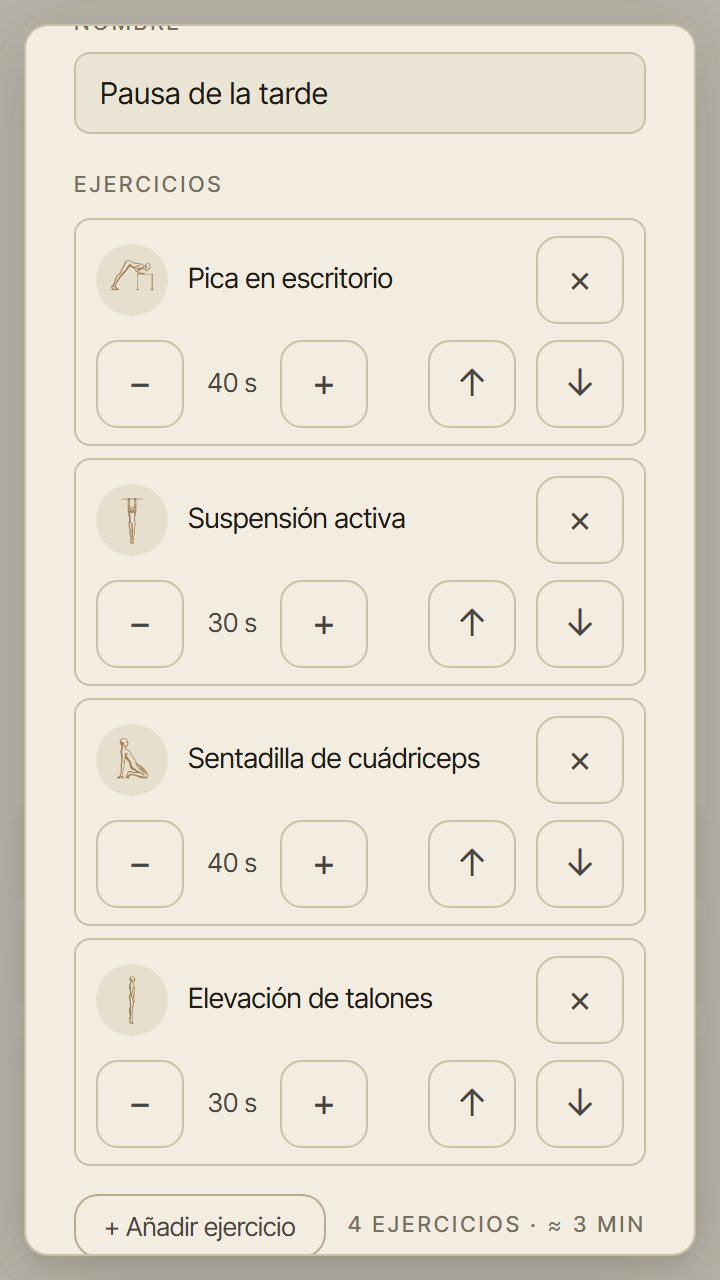 NOMBRE
Pausa de la tarde
EJERCICIOS
Pica en escritorio
×
− 40 s + ↑ ↓
Suspensión activa
×
− 30 s + ↑ ↓
Sentadilla de cuádriceps
×
− 40 s + ↑ ↓
Elevación de talones
×
− 30 s + ↑ ↓
+ Añadir ejercicio
4 EJERCICIOS · ≈ 3 MIN